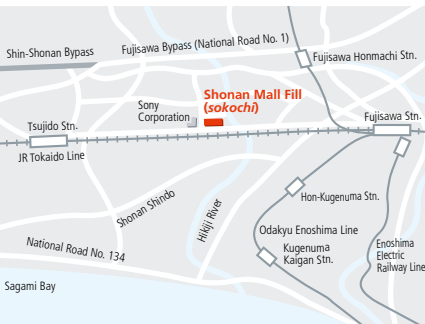 Fujisawa Bypass (National Road No. 1)
Shin-Shonan Bypass
Fujisawa Honmachi Stn.
Shonan Mall Fill
(sokochi)
Sony
Corporation
Fujisawa Stn.
Tsujido Stn.
JR Tokaido Line
Hon-Kugenuma Stn.
Shonan Shindo
Hikiji River
Odakyu Enoshima Line
Kugenuma
Kaigan Stn.
Enoshima
Electric
Railway Line
National Road No. 134
Sagami Bay